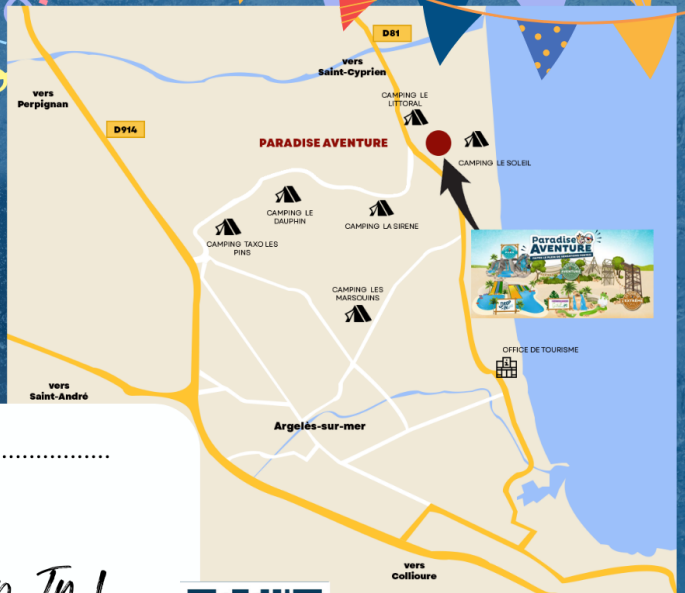 D81
vers
Saint-Cyprien
vers
Perpignan
CAMPING LE
LITTORAL
D914
PARADISE AVENTURE
CAMPING LE SOLEIL
CAMPING LE
DAUPHIN
CAMPING LA SIRENE
CAMPING TAXO LES
PINS
Paradise
AVENTURE
CAMPING LES
MARSOUINS
OFFICE DE TOURISME
vers
Saint-André
Argelès-sur-mer
vers
Collioure